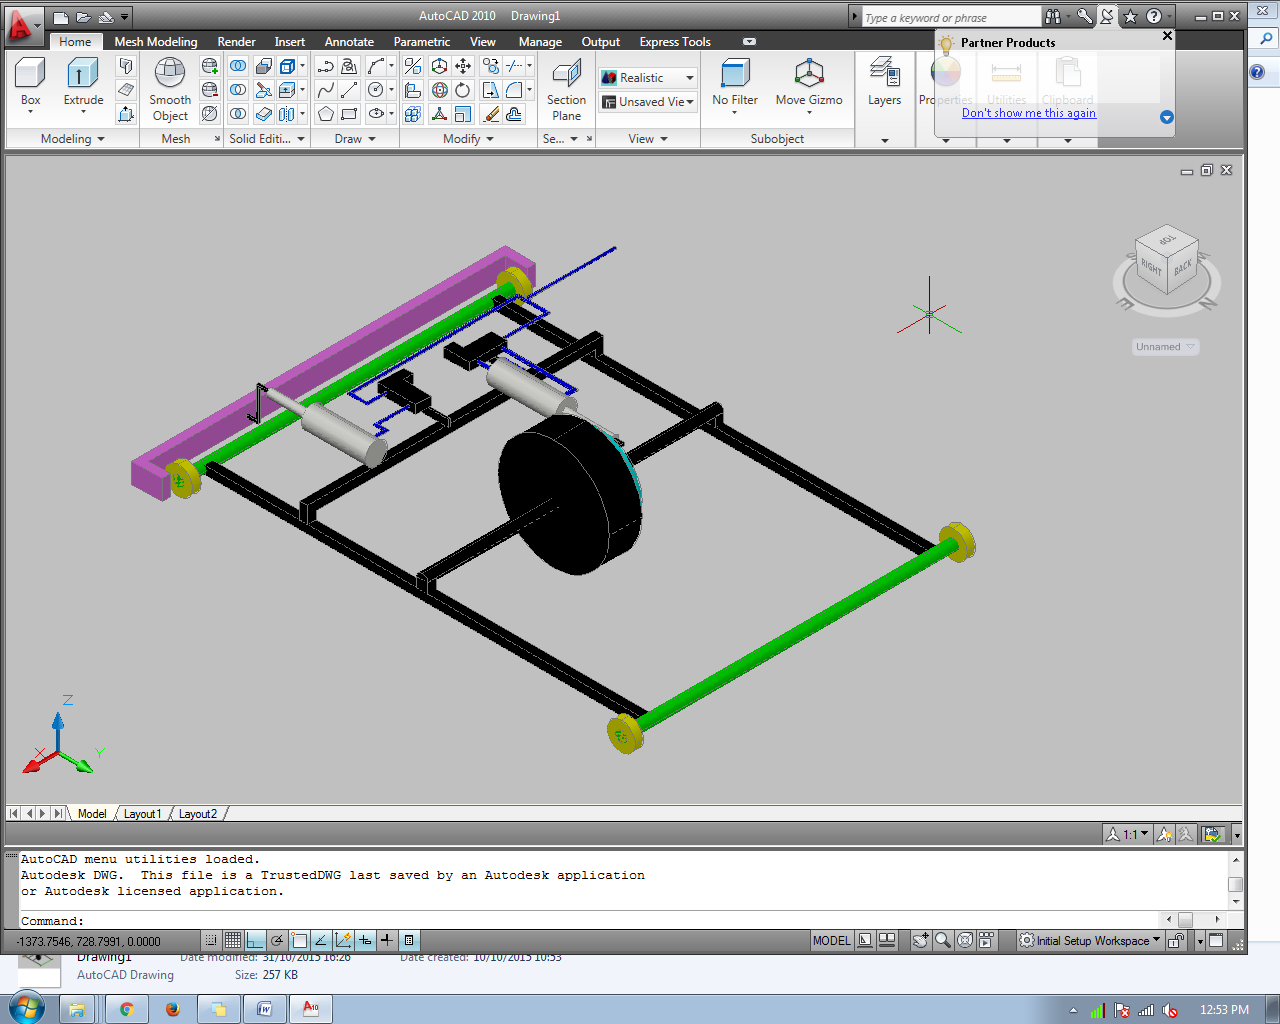 AutoCAD 2010 Drawing1
Type a keyword or phrase
Home Mesh Modeling Render Insert Annotate Parametric View Manage Output Express Tools
Partner Products
Don't show me this again
Box
Extrude
Smooth Object
Section Plane
Realistic
Unsaved Vie
No Filter
Move Gizmo
Layers
Properties
Utilities
Clipboard
Modeling
Mesh
Solid Editi...
Draw
Modify
Se...
View
Subobject
TOP
RIGHT
BACK
N
E
Unnamed
Z
X
Y
Model Layout1 Layout2
1:1
AutoCAD menu utilities loaded.
Autodesk DWG. This file is a TrustedDWG last saved by an Autodesk application
or Autodesk licensed application.
Command:
-1373.7546, 728.7991, 0.0000
MODEL
Initial Setup Workspace
Drawing1 Date modified: 31/10/2015 16:26 Date created: 10/10/2015 10:53
AutoCAD Drawing Size: 257 KB
12:53 PM